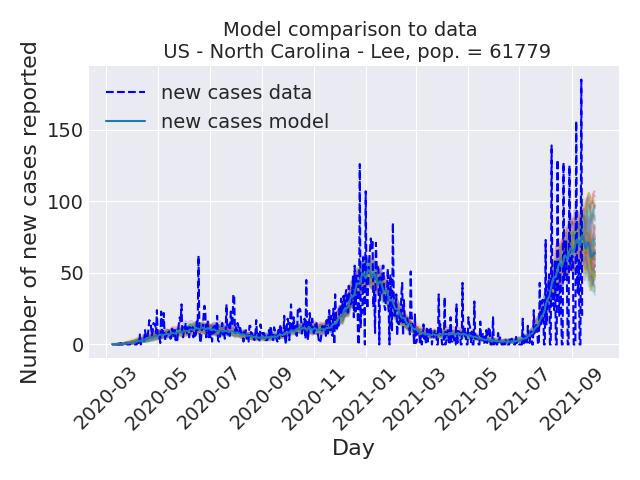 Model comparison to data
US - North Carolina - Lee, pop. = 61779
new cases data
new cases model
Number of new cases reported
150
100
50
0
2020-03
2020-05
2020-07
2020-09
2020-11
2021-01
2021-03
2021-05
2021-07
2021-09
Day